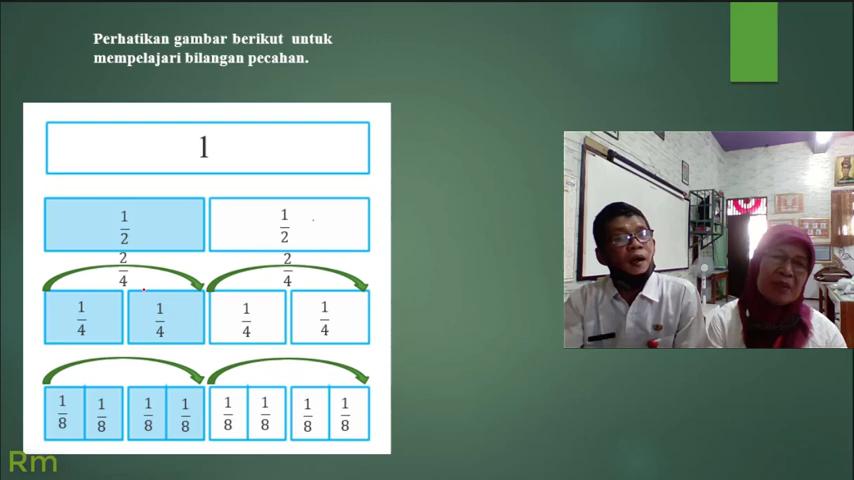 Perhatikan gambar berikut untuk
mempelajari bilangan pecahan.
1
1/2 1/2
2/4 2/4
1/4 1/4 1/4 1/4
1/8 1/8 1/8 1/8 1/8 1/8 1/8 1/8
Rm